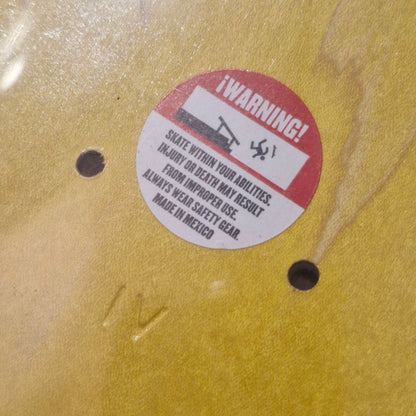 ¡WARNING!
SKATE WITHIN YOUR ABILITIES.
INJURY OR DEATH MAY RESULT
FROM IMPROPER USE.
ALWAYS WEAR SAFETY GEAR.
MADE IN MEXICO
IV